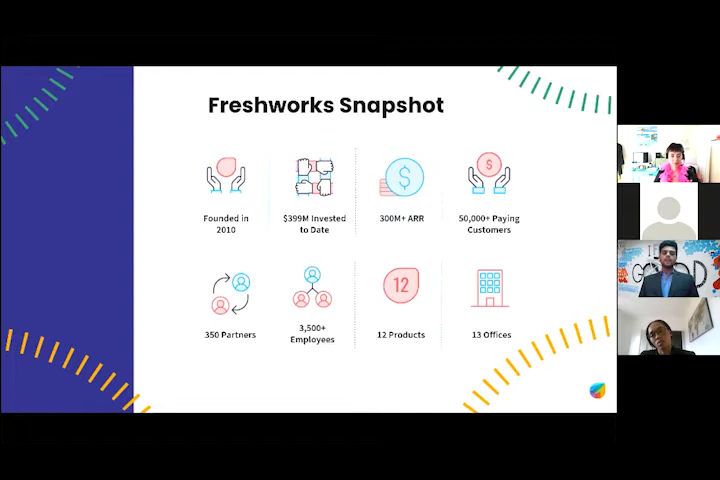 Freshworks Snapshot
Founded in
2010
$399M Invested
to Date
300M+ ARR
50,000+ Paying
Customers
350 Partners
3,500+
Employees
12
12 Products
13 Offices